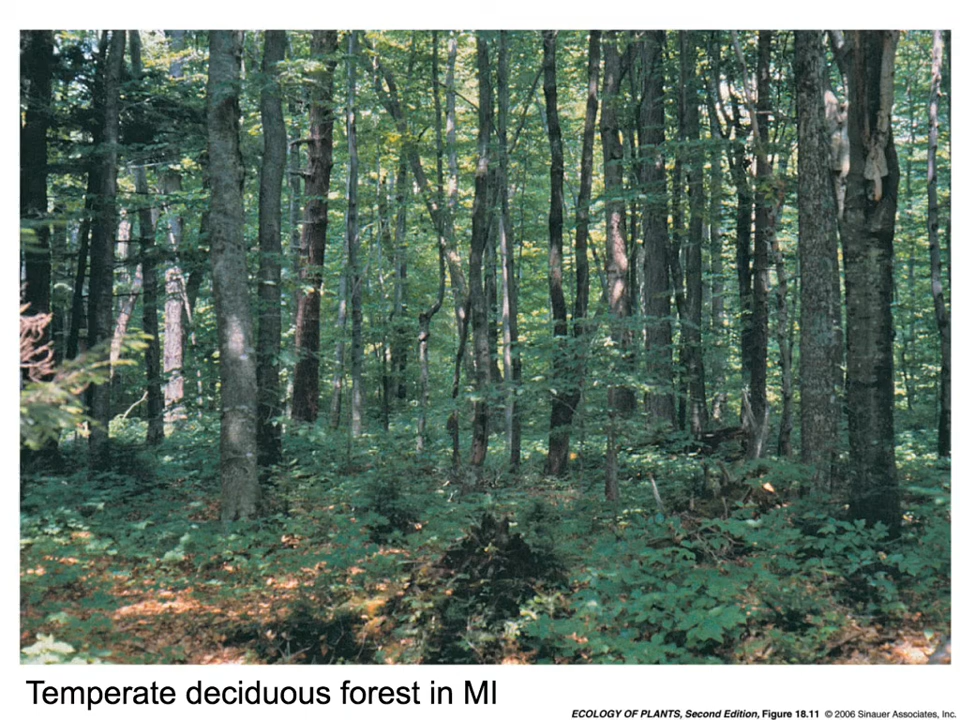 Temperate deciduous forest in MI
ECOLOGY OF PLANTS, Second Edition, Figure 18.11 © 2006 Sinauer Associates, Inc.